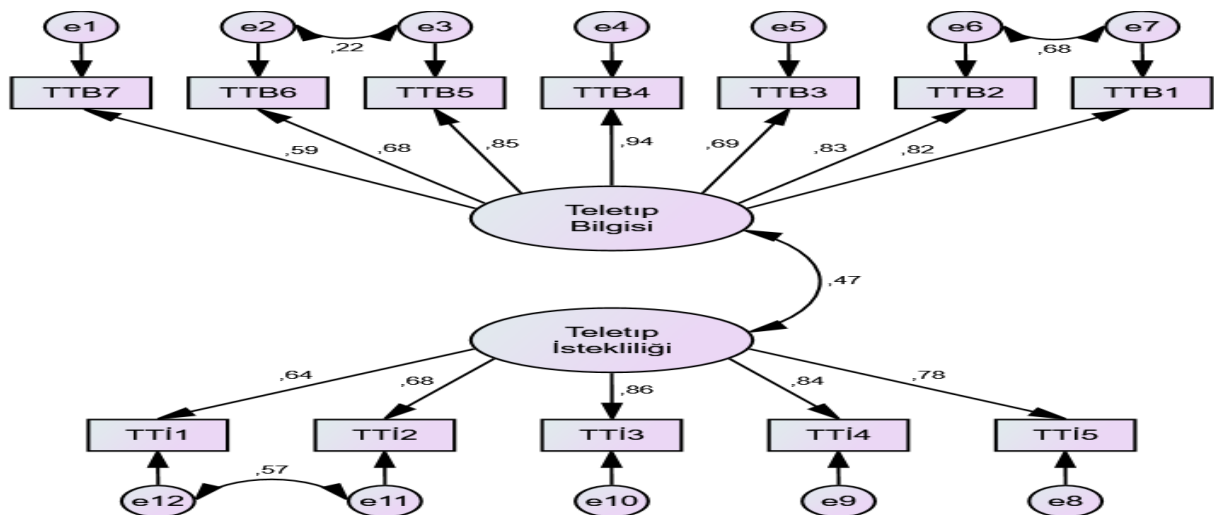 e1 e2 e3 e4 e5 e6 e7
,22 ,68
TTB7 TTB6 TTB5 TTB4 TTB3 TTB2 TTB1
,59 ,68 ,85 ,94 ,69 ,83 ,82
Teletıp
Bilgisi
,47
Teletıp
İstekliliği
,64 ,68 ,86 ,84 ,78
TTİ1 TTİ2 TTİ3 TTİ4 TTİ5
,57
e12 e11 e10 e9 e8